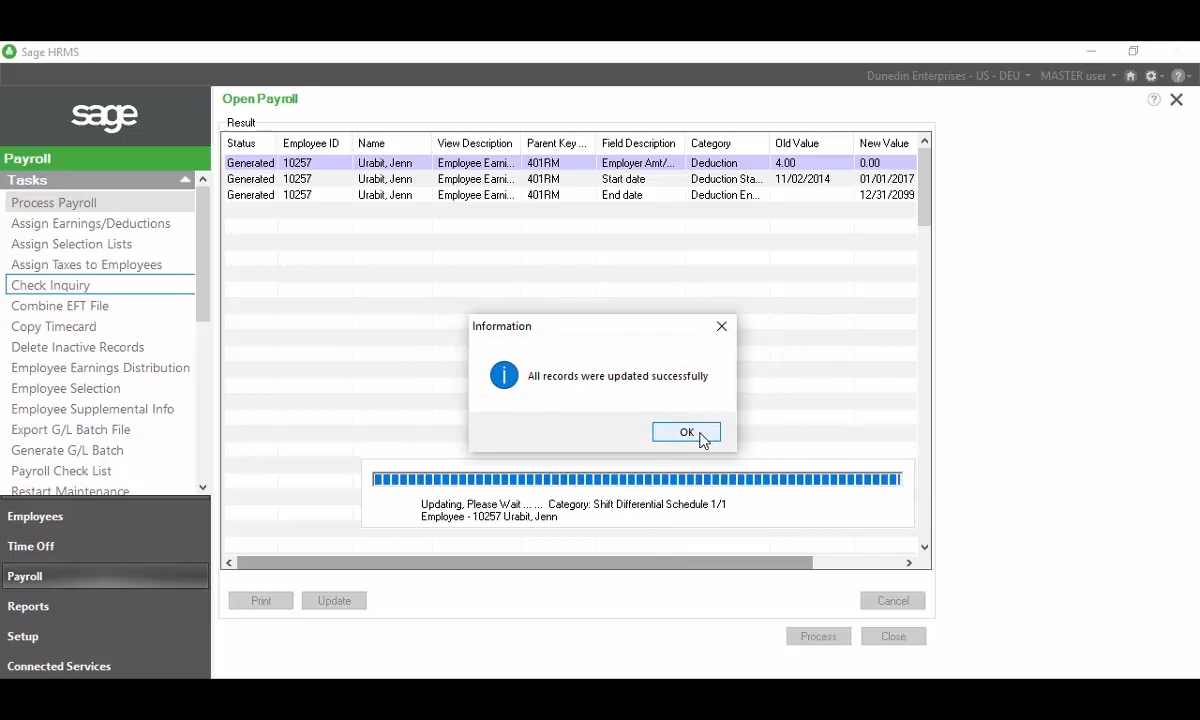 Sage HRMS
Dunedin Enterprises - US - DEU
MASTER user
sage
Payroll
Tasks
Process Payroll
Assign Earnings/Deductions
Assign Selection Lists
Assign Taxes to Employees
Check Inquiry
Combine EFT File
Copy Timecard
Delete Inactive Records
Employee Earnings Distribution
Employee Selection
Employee Supplemental Info
Export G/L Batch File
Generate G/L Batch
Payroll Check List
Restart Maintenance
Employees
Time Off
Payroll
Reports
Setup
Connected Services
Open Payroll
Result
Status Employee ID Name View Description Parent Key ... Field Description Category Old Value New Value
Generated 10257 Urabit, Jenn Employee Earni... 401RM Employer Amt/... Deduction 4.00 0.00
Generated 10257 Urabit, Jenn Employee Earni... 401RM Start date Deduction Sta... 11/02/2014 01/01/2017
Generated 10257 Urabit, Jenn Employee Earni... 401RM End date Deduction En... 12/31/2099
Information
All records were updated successfully
OK
Updating, Please Wait ... ... Category: Shift Differential Schedule 1/1
Employee - 10257 Urabit, Jenn
Print Update Cancel
Process Close